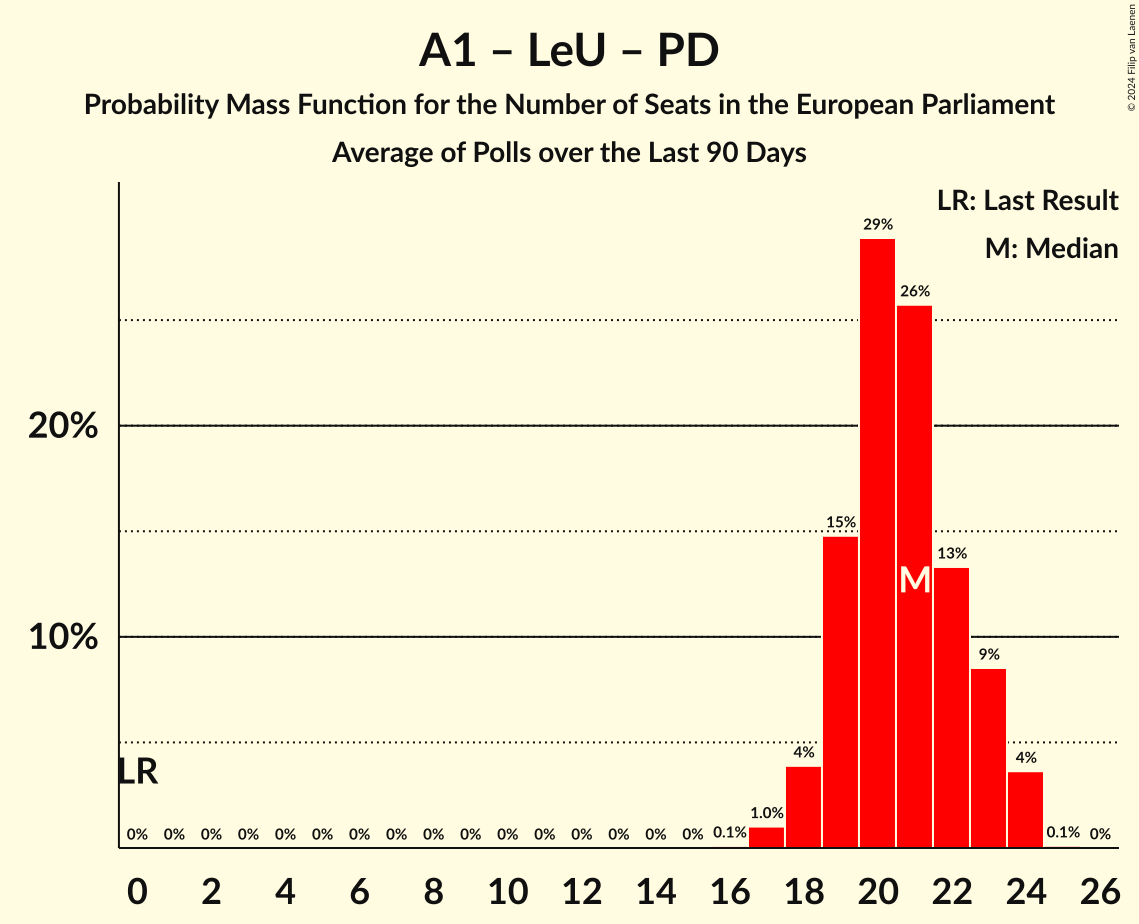 A1 – LeU – PD
Probability Mass Function for the Number of Seats in the European Parliament
Average of Polls over the Last 90 Days
© 2024 Filip van Laenen
LR: Last Result
M: Median
29%
26%
20%
15%
13%
M
10%
9%
4%
4%
LR
1.0%
0% 0% 0% 0% 0% 0% 0% 0% 0% 0% 0% 0% 0% 0% 0% 0% 0.1% 0.1% 0%
0 2 4 6 8 10 12 14 16 18 20 22 24 26